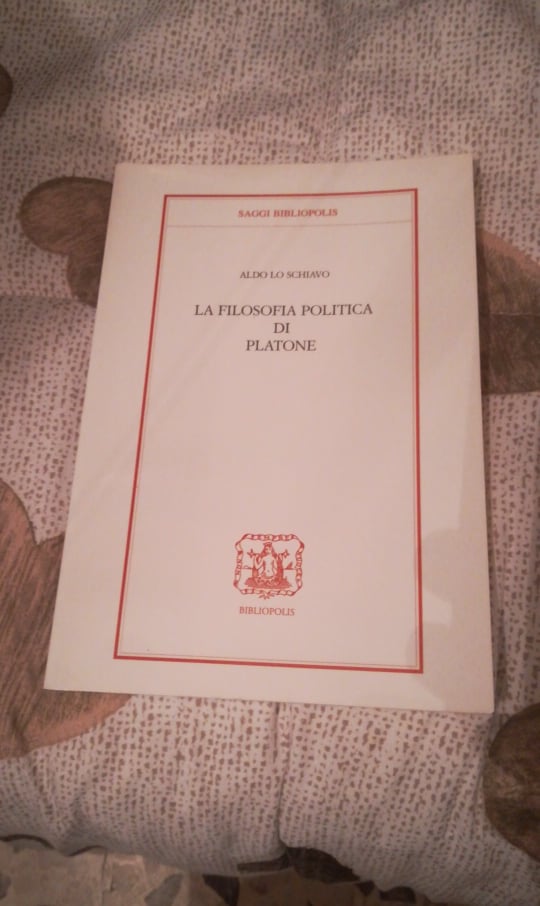 SAGGI BIBLIOPOLIS
ALDO LO SCHIAVO
LA FILOSOFIA POLITICA
DI
PLATONE
BIBLIOPOLIS